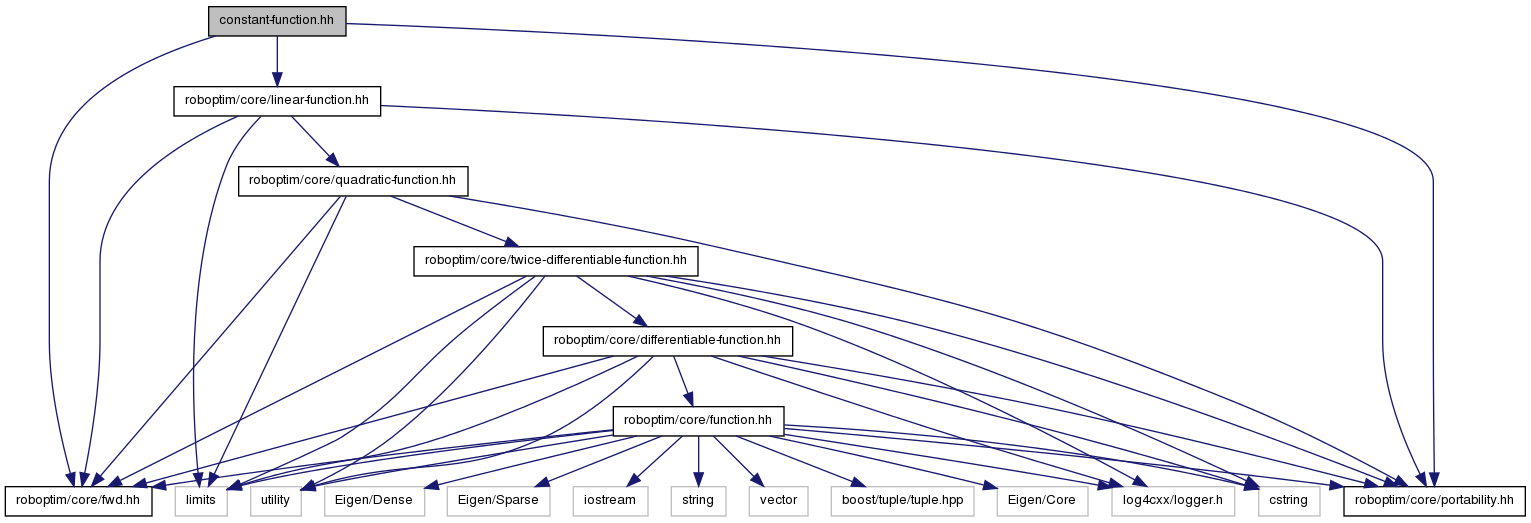 constant-function.hh
roboptim/core/linear-function.hh
roboptim/core/quadratic-function.hh
roboptim/core/twice-differentiable-function.hh
roboptim/core/differentiable-function.hh
roboptim/core/function.hh
roboptim/core/fwd.hh
limits
utility
Eigen/Dense
Eigen/Sparse
iostream
string
vector
boost/tuple/tuple.hpp
Eigen/Core
log4cxx/logger.h
cstring
roboptim/core/portability.hh